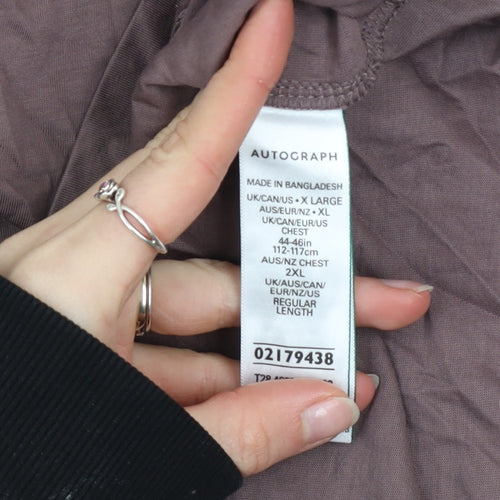 AUTOGRAPH
MADE IN BANGLADESH
UK/CAN/US • X LARGE
AUS/EUR/NZ • XL
UK/CAN/EUR/US
CHEST
44-46in
112-117cm
AUS/NZ CHEST
2XL
UK/AUS/CAN/
EUR/NZ/US
REGULAR
LENGTH
02179438